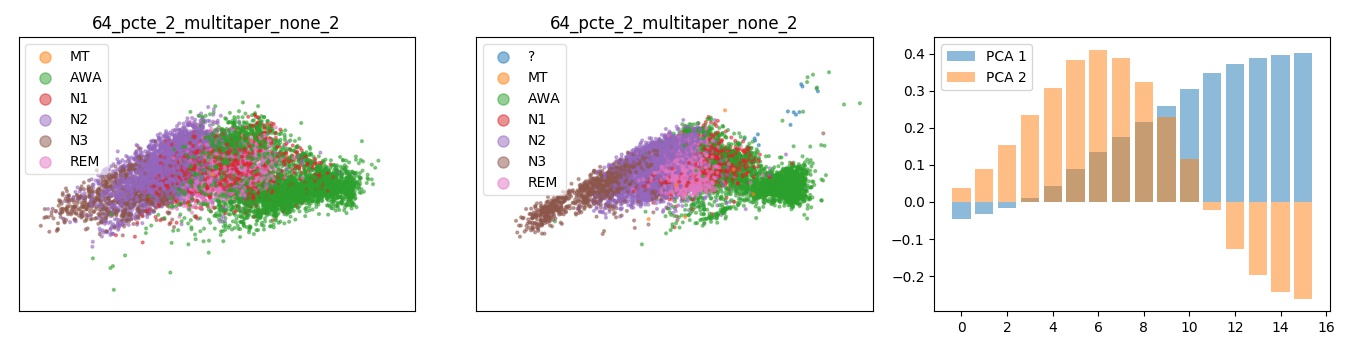 64_pcte_2_multitaper_none_2
MT
AWA
N1
N2
N3
REM
64_pcte_2_multitaper_none_2
?
MT
AWA
N1
N2
N3
REM
PCA 1
PCA 2
0.4
0.3
0.2
0.1
0.0
−0.1
−0.2
0 2 4 6 8 10 12 14 16